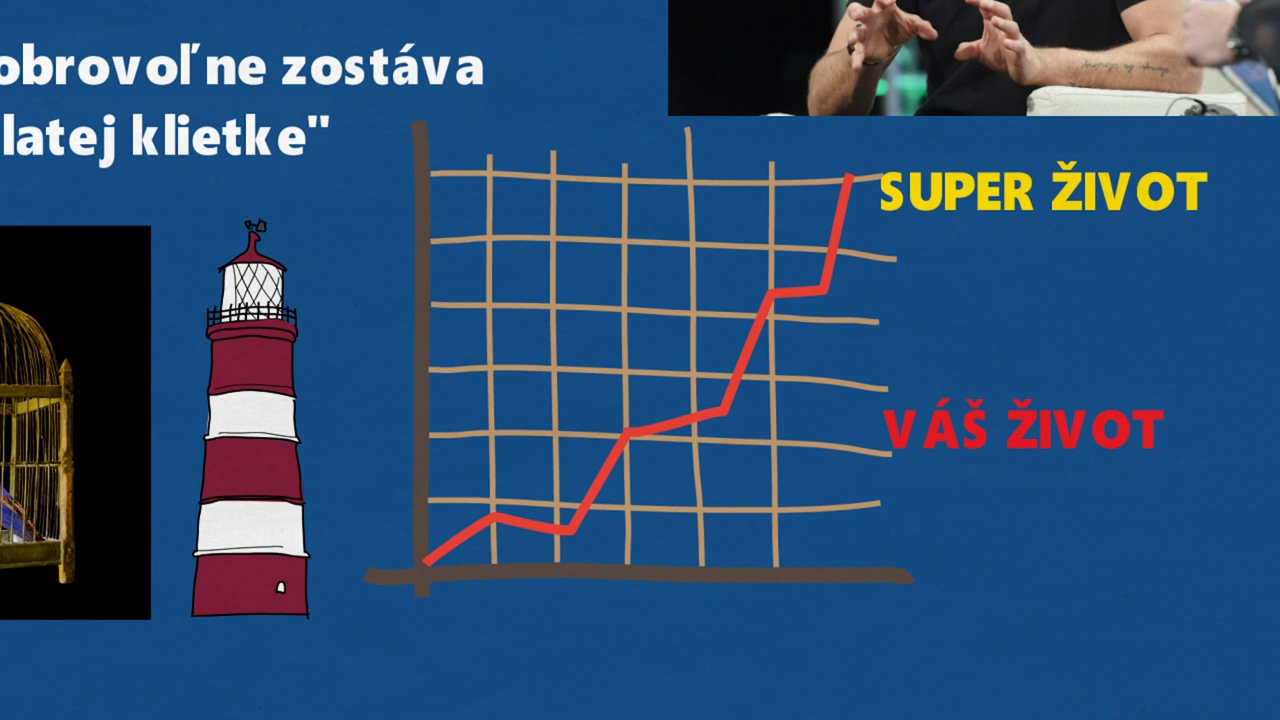 obrovoľne zostáva
latej klietke"
SUPER ŽIVOT
VÁŠ ŽIVOT